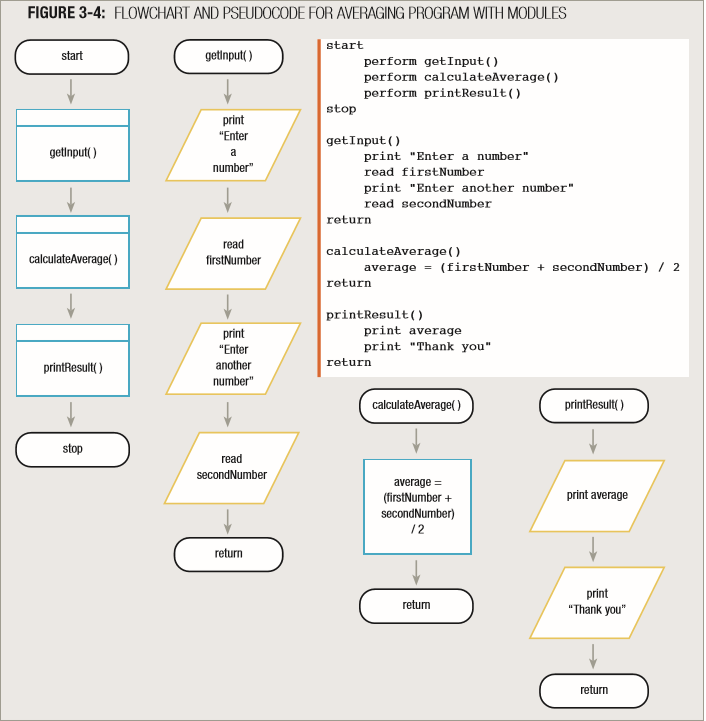 FIGURE 3-4: FLOWCHART AND PSEUDOCODE FOR AVERAGING PROGRAM WITH MODULES
start
getInput( )
calculateAverage( )
printResult( )
stop
getInput( )
print
“Enter
a
number”
read
firstNumber
print
“Enter
another
number”
read
secondNumber
return
start
perform getInput()
perform calculateAverage()
perform printResult()
stop
getInput()
print "Enter a number"
read firstNumber
print "Enter another number"
read secondNumber
return
calculateAverage()
average = (firstNumber + secondNumber) / 2
return
printResult()
print average
print "Thank you"
return
calculateAverage( )
average =
(firstNumber +
secondNumber)
/ 2
return
printResult( )
print average
print
“Thank you”
return